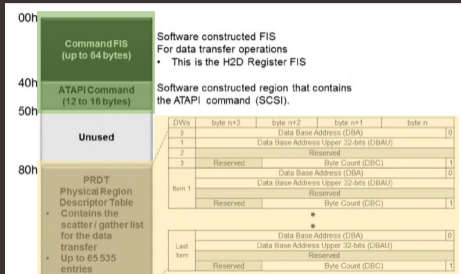 00h
Command FIS
(up to 64 bytes)
Software constructed FIS
For data transfer operations
• This is the H2D Register FIS
40h
ATAPI Command
(12 to 16 bytes)
Software constructed region that contains
the ATAPI command (SCSI).
50h
Unused
80h
PRDT
Physical Region
Descriptor Table
• Contains the
scatter / gather list
for the data
transfer
• Up to 65535
entries
DWs byte n+3 byte n+2 byte n+1 byte n
0 Data Base Address (DBA) 0
1 Data Base Address Upper 32-bits (DBAU)
2 Reserved
3 Reserved Byte Count (DBC) 1
Item 1
Data Base Address (DBA) 0
Data Base Address Upper 32-bits (DBAU)
Reserved
Reserved Byte Count (DBC) 1
•
•
Last
Item
Data Base Address (DBA) 0
Data Base Address Upper 32-bits (DBAU)
Reserved
Reserved Byte Count (DBC) 1